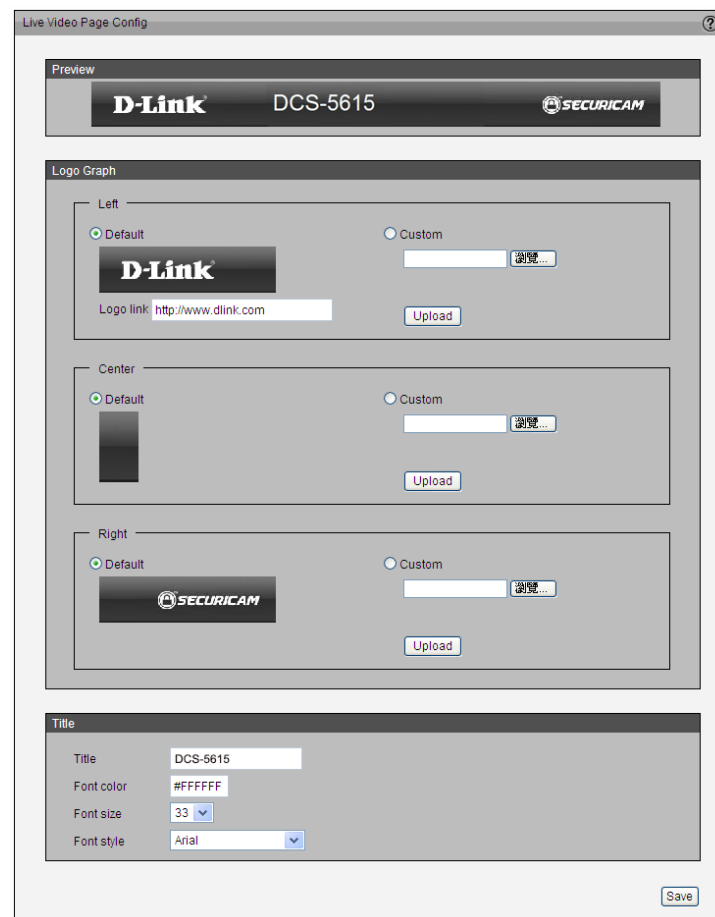 Live Video Page Config ?
Preview
D-Link DCS-5615 SECURICAM
Logo Graph
Left
Default Custom
D-Link
瀏覽...
Logo link http://www.dlink.com
Upload
Center
Default Custom
瀏覽...
Upload
Right
Default Custom
SECURICAM
瀏覽...
Upload
Title
Title DCS-5615
Font color #FFFFFF
Font size 33
Font style Arial
Save